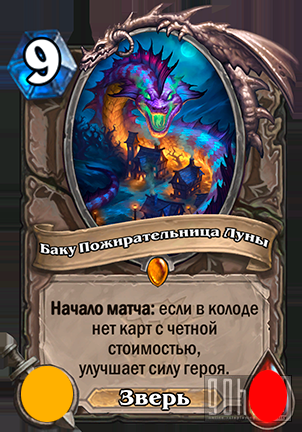 9
Баку Пожирательница Луны
Начало матча: если в колоде
нет карт с четной
стоимостью,
улучшает силу героя.
Зверь